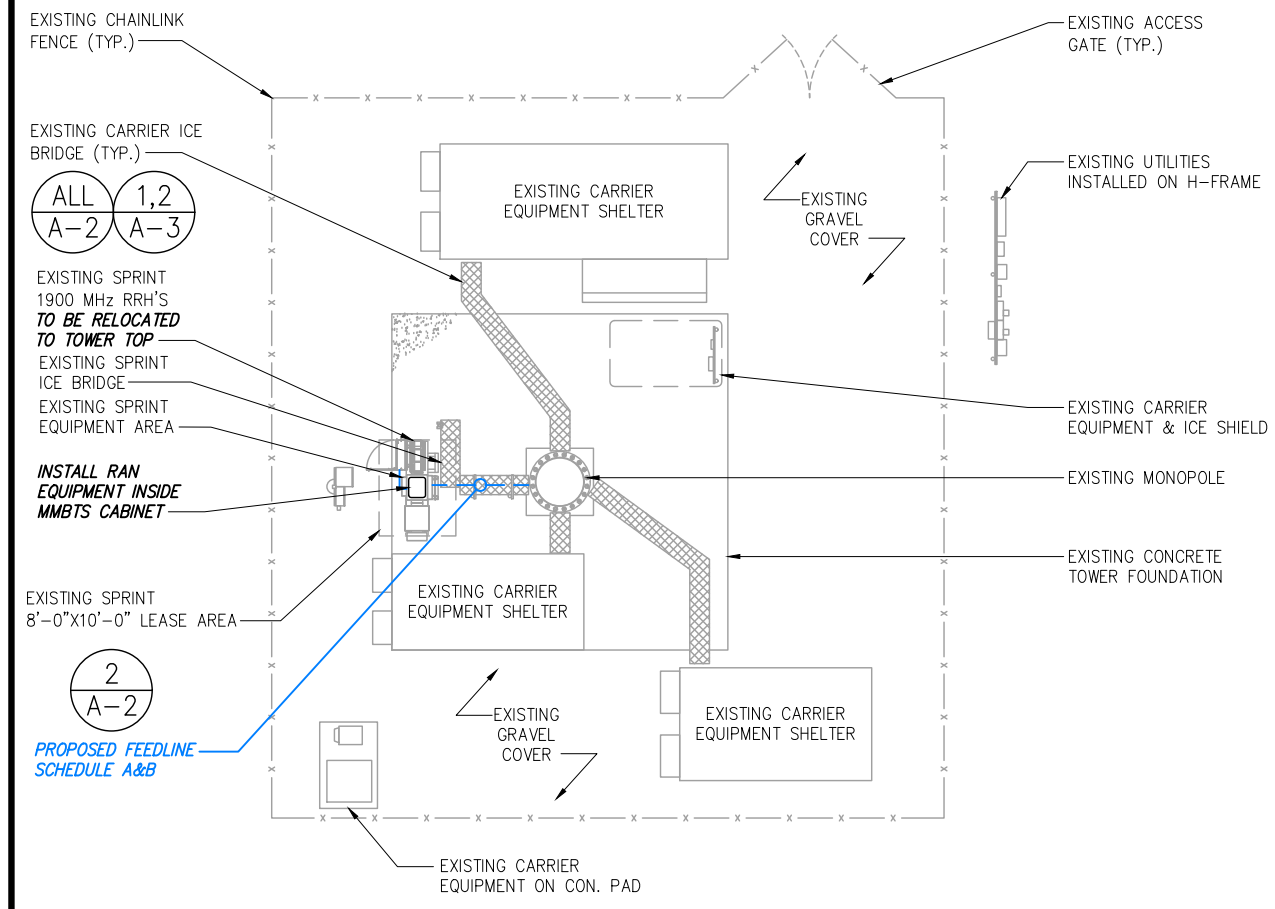 EXISTING CHAINLINK
FENCE (TYP.)
EXISTING ACCESS
GATE (TYP.)
EXISTING CARRIER ICE
BRIDGE (TYP.)
ALL
A-2
1,2
A-3
EXISTING CARRIER
EQUIPMENT SHELTER
EXISTING
GRAVEL
COVER
EXISTING UTILITIES
INSTALLED ON H-FRAME
EXISTING SPRINT
1900 MHz RRH'S
TO BE RELOCATED
TO TOWER TOP
EXISTING SPRINT
ICE BRIDGE
EXISTING SPRINT
EQUIPMENT AREA
INSTALL RAN
EQUIPMENT INSIDE
MMBTS CABINET
EXISTING CARRIER
EQUIPMENT & ICE SHIELD
EXISTING MONOPOLE
EXISTING CONCRETE
TOWER FOUNDATION
EXISTING SPRINT
8'-0"X10'-0" LEASE AREA
EXISTING CARRIER
EQUIPMENT SHELTER
2
A-2
PROPOSED FEEDLINE
SCHEDULE A&B
EXISTING
GRAVEL
COVER
EXISTING CARRIER
EQUIPMENT SHELTER
EXISTING CARRIER
EQUIPMENT ON CON. PAD